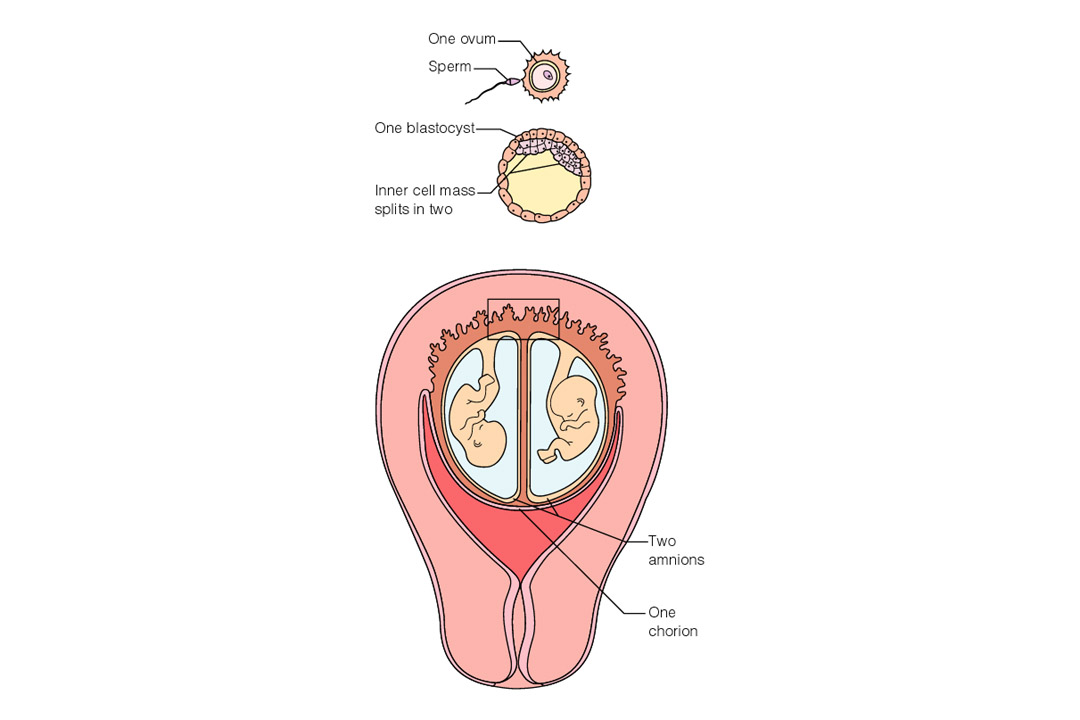 One ovum
Sperm
One blastocyst
Inner cell mass
splits in two
Two
amnions
One
chorion